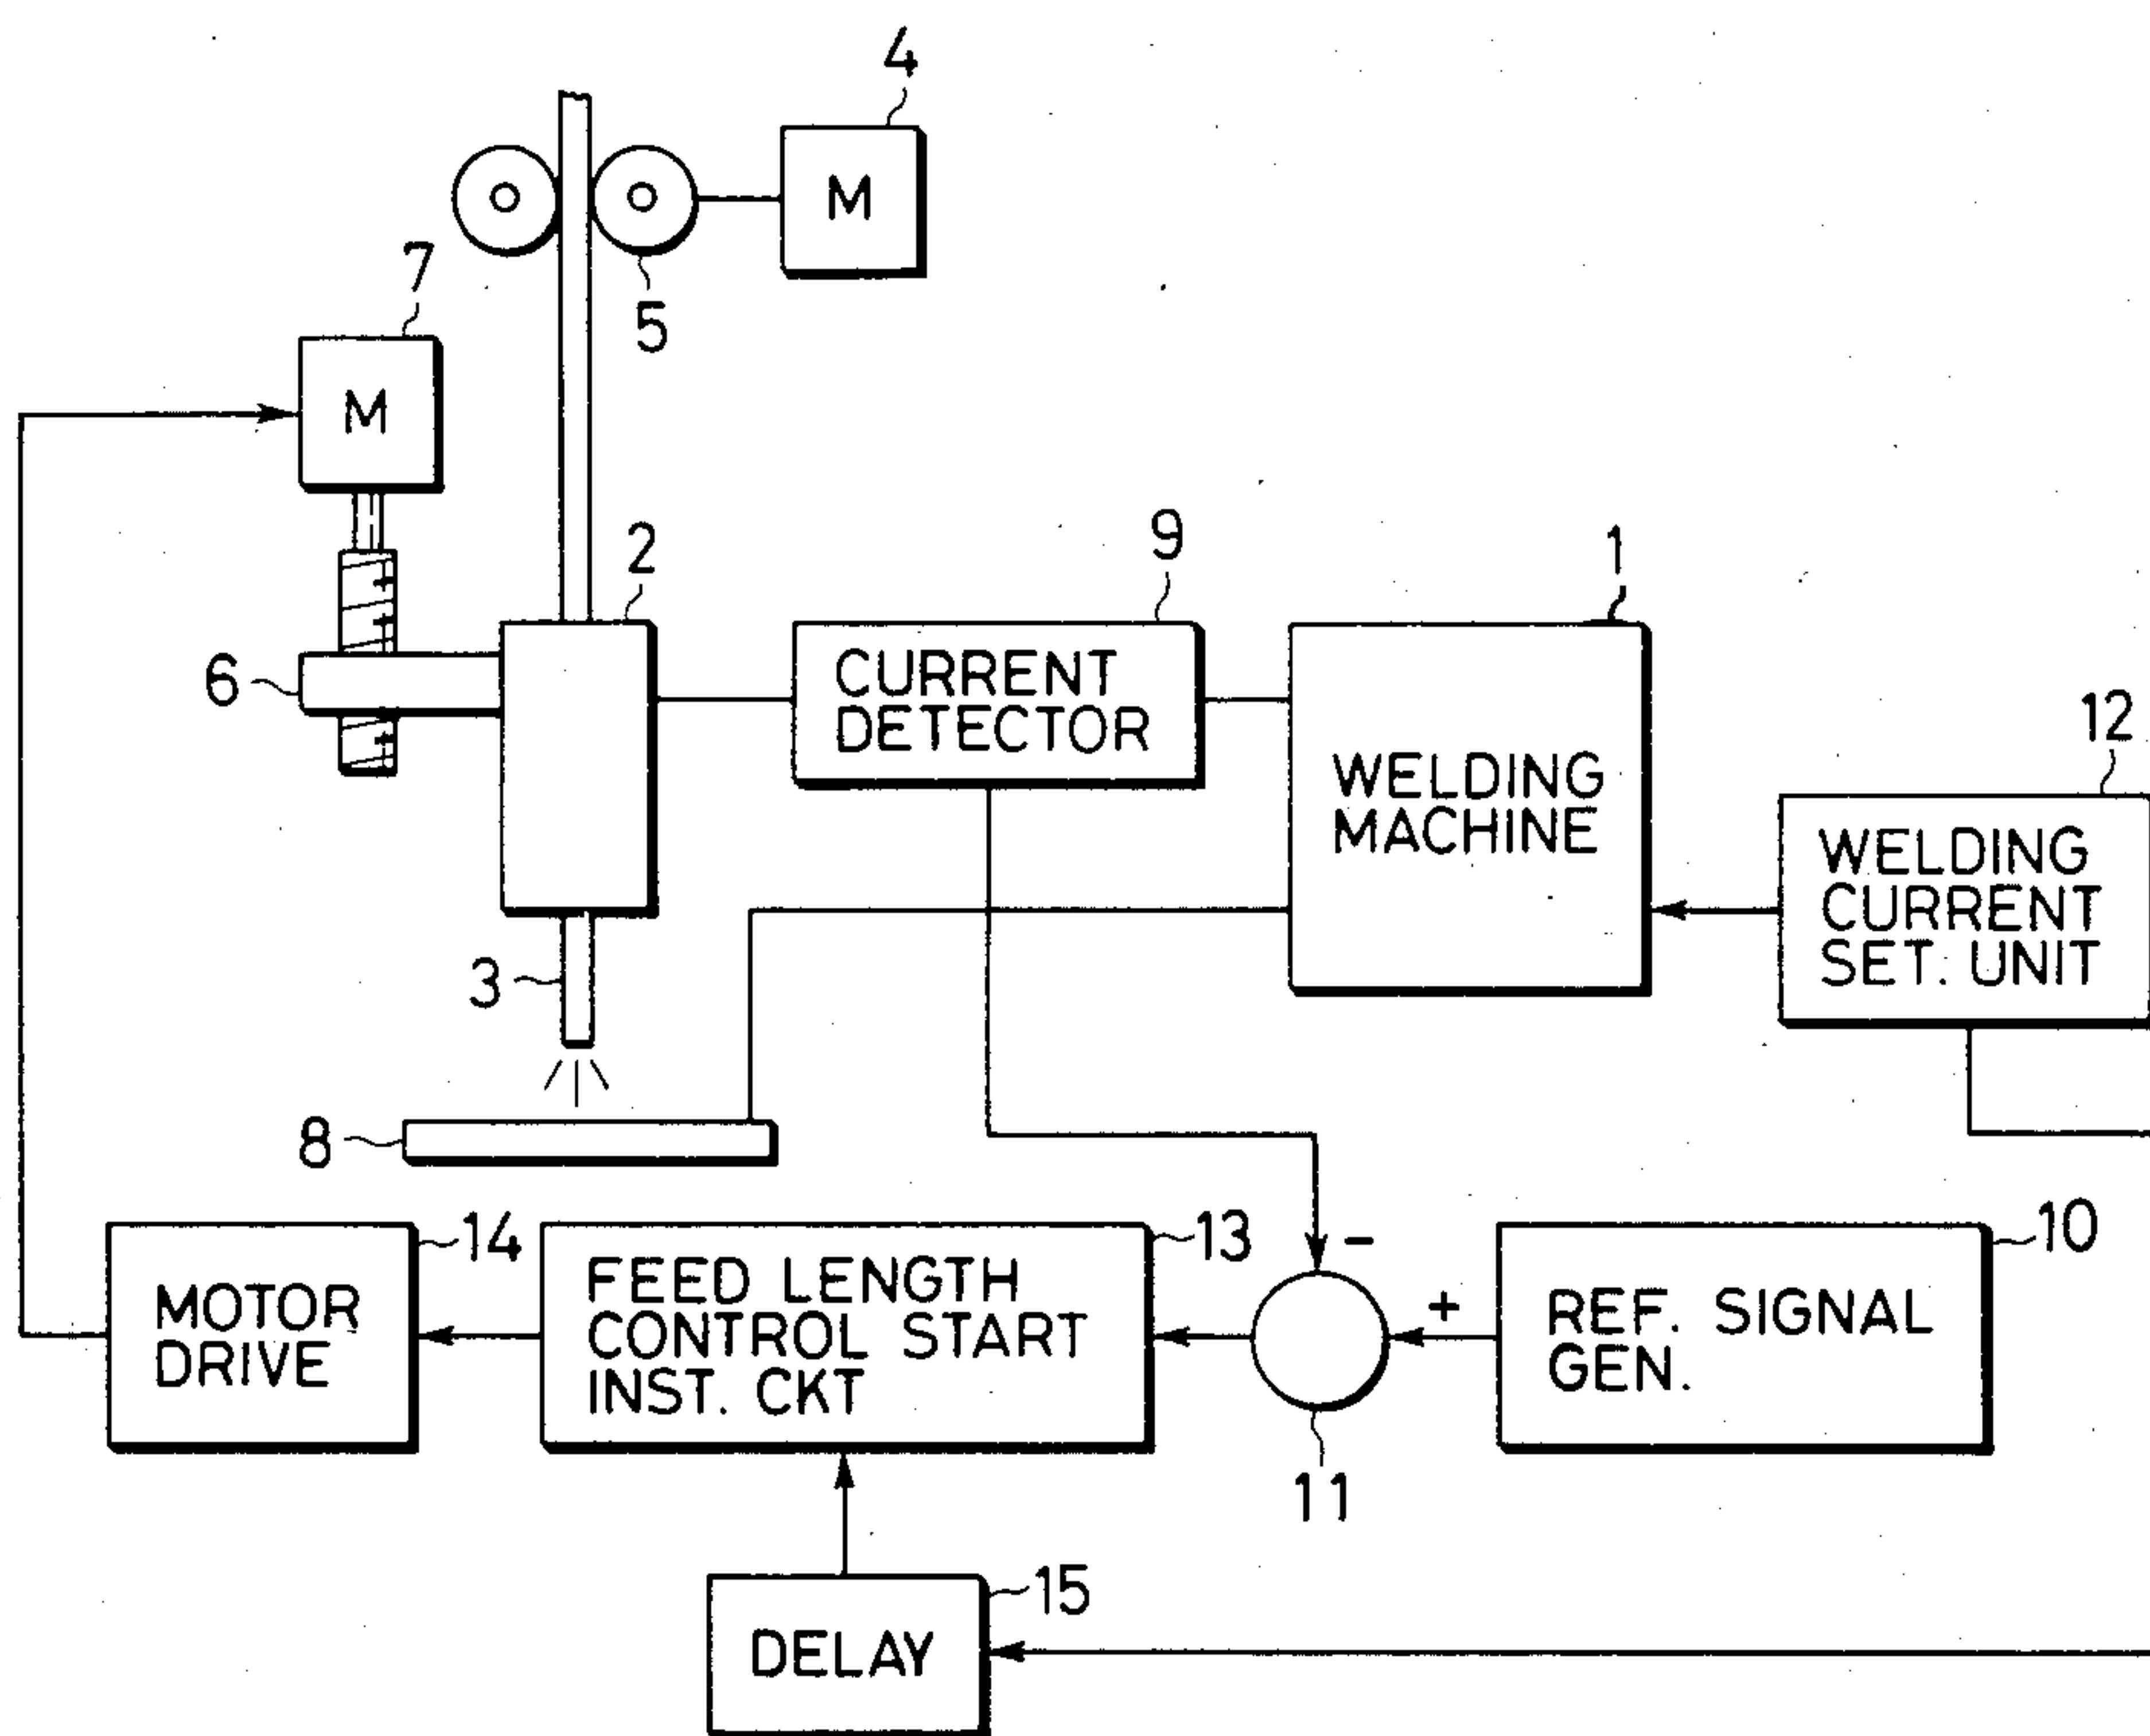 4
M
7
5
M
2
9
1
6
CURRENT
DETECTOR
12
WELDING
MACHINE
WELDING
CURRENT
SET. UNIT
3
8
14
13
-
10
MOTOR
DRIVE
FEED LENGTH
CONTROL START
INST. CKT
+
REF. SIGNAL
GEN.
11
15
DELAY